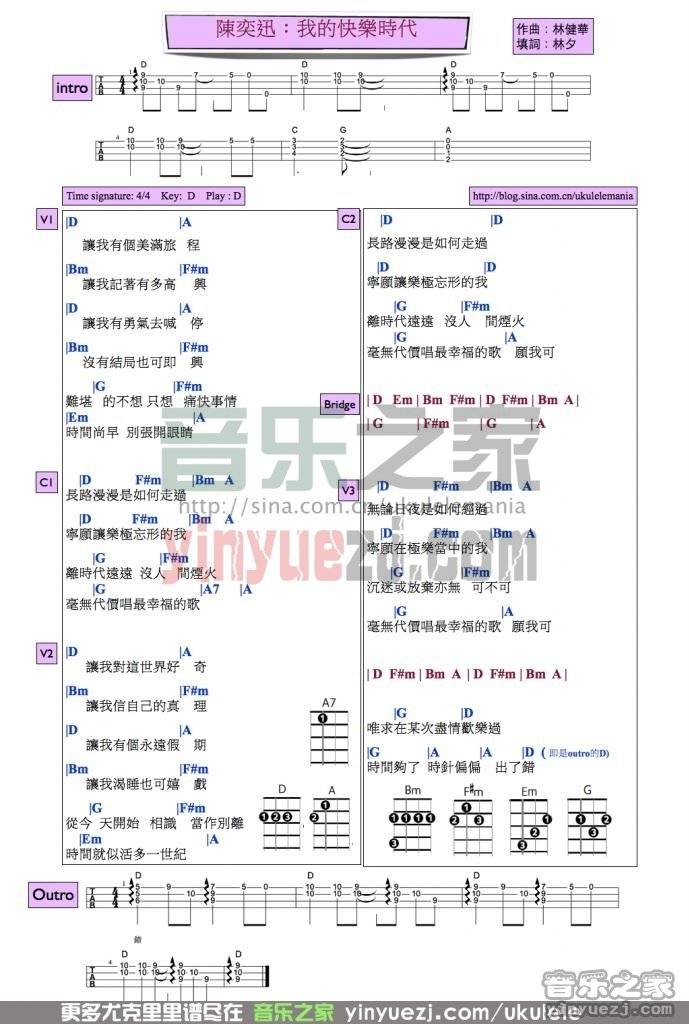 陳奕迅：我的快樂時代
作曲：林健華
填詞：林夕
intro
D D D
D C G A
Time signature: 4/4 Key: D Play : D
http://blog.sina.com.cn/ukulelemania
V1
|D |A
讓我有個美滿旅 程
|Bm |F#m
讓我記著有多高 興
|D |A
讓我有勇氣去喊 停
|Bm |F#m
沒有結局也可即 興
|G |F#m
難堪 的不想 只想 痛快事情
|Em |A
時間尚早 別張開眼睛
C1
|D F#m |Bm A
長路漫漫是如何走過
|D F#m |Bm A
寧願讓樂極忘形的我
|G |F#m
離時代遠遠 沒人 間煙火
|G |A7 |A
毫無代價唱最幸福的歌
V2
|D |A
讓我對這世界好 奇
|Bm |F#m
讓我信自己的真 理
|D |A
讓我有個永遠假 期
|Bm |F#m
讓我渴睡也可嬉 戲
|G |F#m
從今 天開始 相識 當作別離
|Em |A
時間就似活多一世紀
A7
D A
C2
|D |D
長路漫漫是如何走過
|D |D
寧願讓樂極忘形的我
|G |F#m
離時代遠遠 沒人 間煙火
|G |A
毫無代價唱最幸福的歌 願我可
Bridge
| D Em | Bm F#m | D F#m | Bm A |
| G | F#m | G | A
V3
|D F#m |Bm A
無論日夜是如何經過
|D F#m |Bm A
寧願在極樂當中的我
|G |F#m
沉迷或放棄亦無 可不可
|G |A
毫無代價唱最幸福的歌 願我可
| D F#m | Bm A | D F#m | Bm A |
|G |D
唯求在某次盡情歡樂過
|G |A |A |D ( 即是outro的D)
時間夠了 時針偏偏 出了錯
Bm F#m Em G
音乐之家
http://sina.com.cn/ukulelemania
yinyuezj.com
Outro
D D D
錯
D D
音乐之家
www.yinyuezj.com
更多尤克里里谱尽在 音乐之家 yinyuezj.com/ukulele